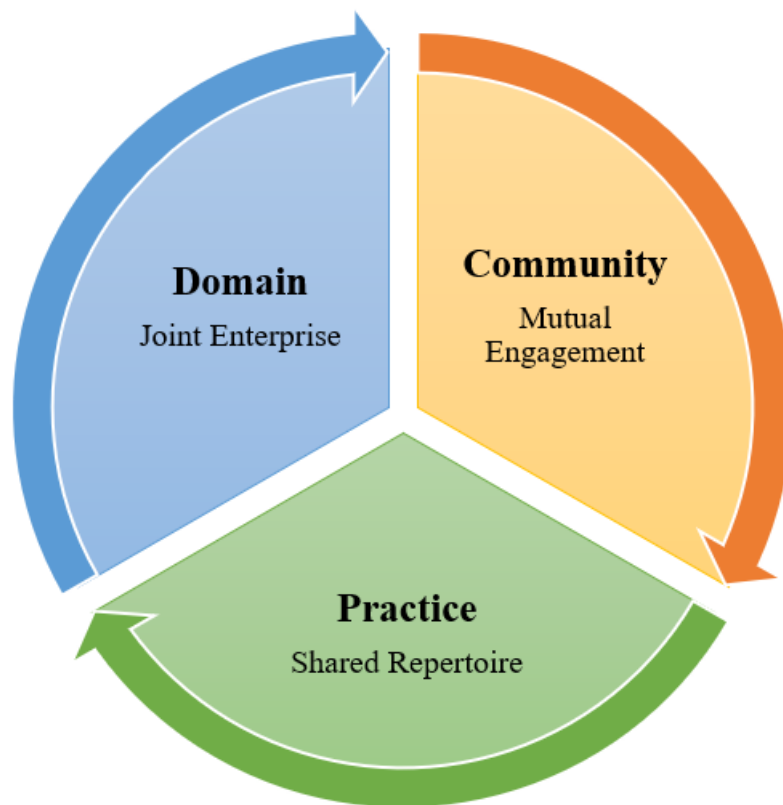 Domain
Joint Enterprise
Community
Mutual
Engagement
Practice
Shared Repertoire